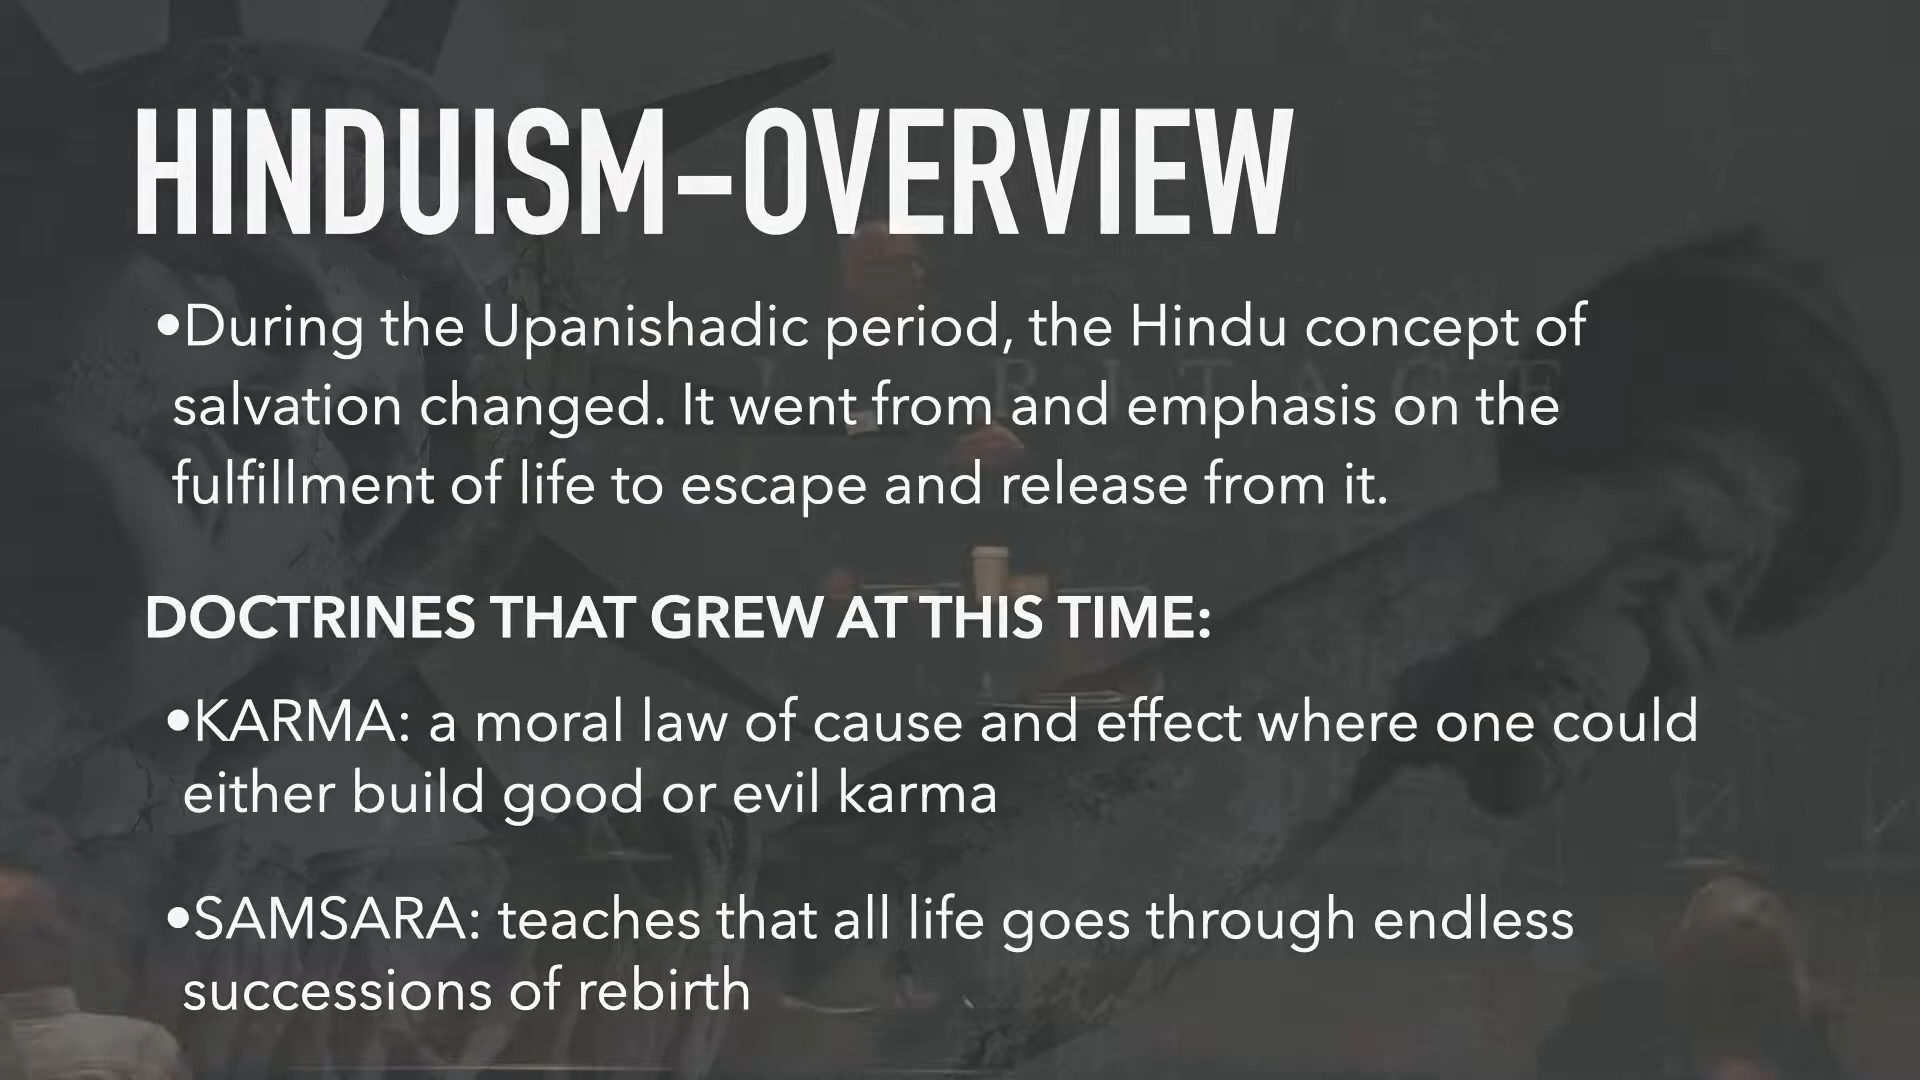 HINDUISM-OVERVIEW
•During the Upanishadic period, the Hindu concept of
salvation changed. It went from and emphasis on the
fulfillment of life to escape and release from it.
DOCTRINES THAT GREW AT THIS TIME:
•KARMA: a moral law of cause and effect where one could
either build good or evil karma
•SAMSARA: teaches that all life goes through endless
successions of rebirth